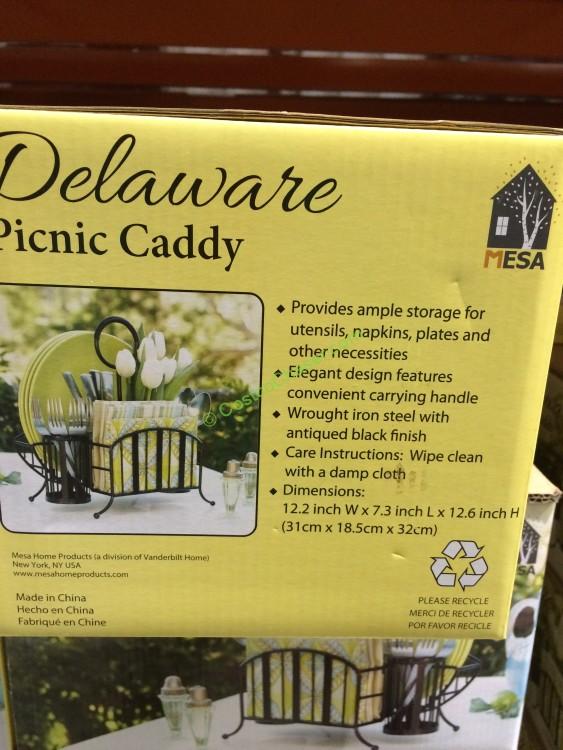 Delaware
Picnic Caddy
MESA
◆ Provides ample storage for
utensils, napkins, plates and
other necessities
◆ Elegant design features
convenient carrying handle
◆ Wrought iron steel with
antiqued black finish
◆ Care Instructions: Wipe clean
with a damp cloth
◆ Dimensions:
12.2 inch W x 7.3 inch L x 12.6 inch H
(31cm x 18.5cm x 32cm)
Mesa Home Products (a division of Vanderbilt Home)
New York, NY USA
www.mesahomeproducts.com
Made in China
Hecho en China
Fabriqué en Chine
PLEASE RECYCLE
MERCI DE RECYCLER
POR FAVOR RECICLE
SA